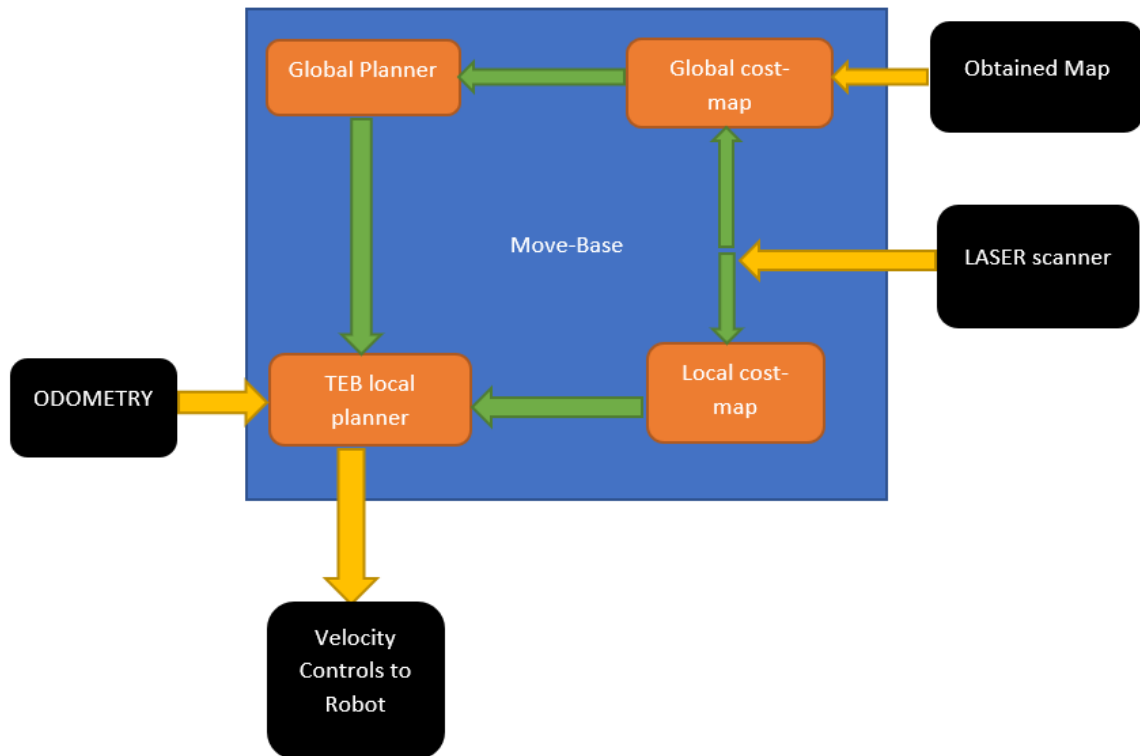 Global Planner
Global cost-
map
Obtained Map
Move-Base
LASER scanner
ODOMETRY
TEB local
planner
Local cost-
map
Velocity
Controls to
Robot